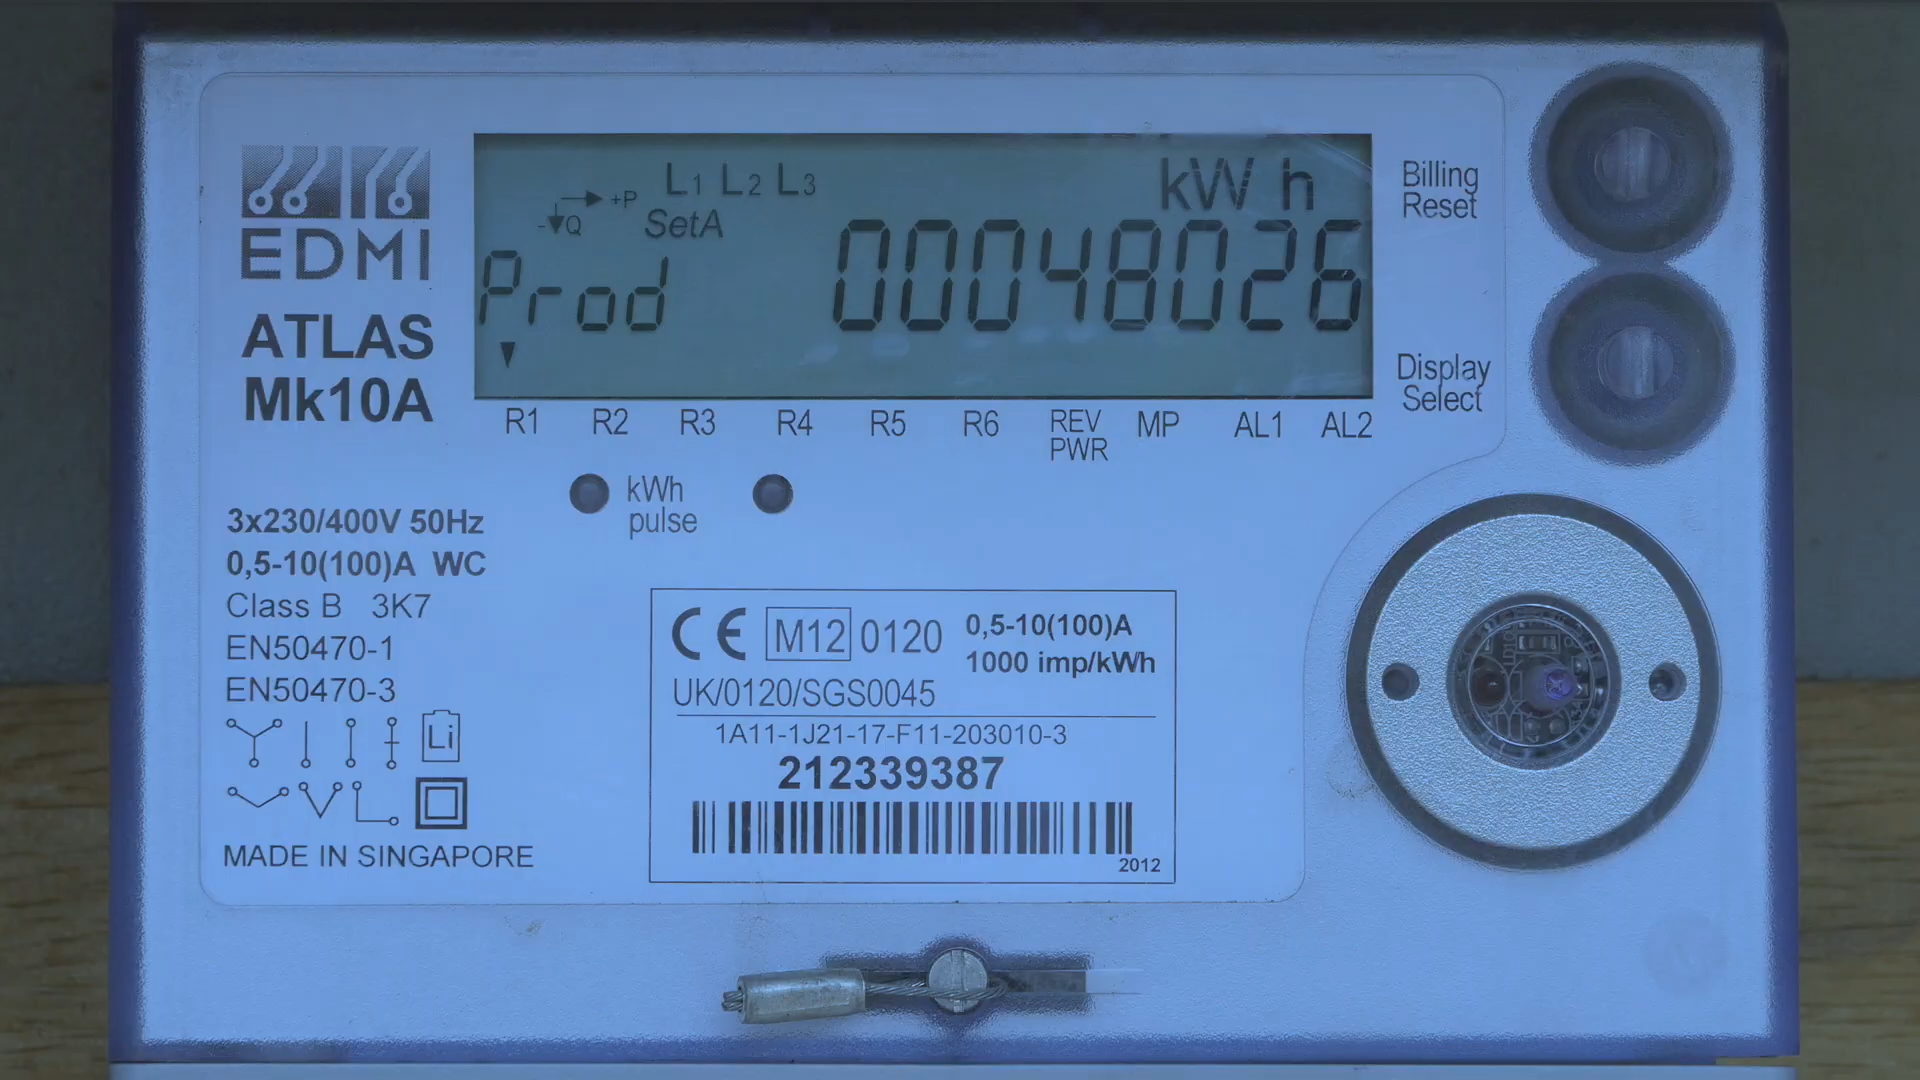 L1 L2 L3
kW h
+P
-Q
SetA
Prod 00048026
Billing
Reset
Display
Select
EDMI
ATLAS
Mk10A
R1 R2 R3 R4 R5 R6 REV PWR MP AL1 AL2
kWh
pulse
3x230/400V 50Hz
0,5-10(100)A WC
Class B 3K7
EN50470-1
EN50470-3
Li
MADE IN SINGAPORE
CE M12 0120
0,5-10(100)A
1000 imp/kWh
UK/0120/SGS0045
1A11-1J21-17-F11-203010-3
212339387
2012